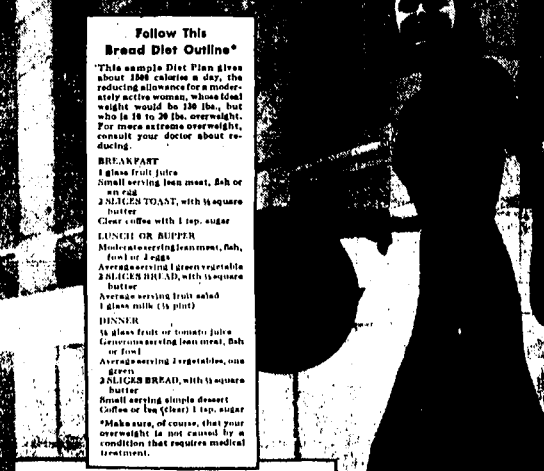 Follow This
Bread Diet Outline*
*This sample Diet Plan gives
about 1500 calories a day, the
reducing allowance for a moder-
ately active woman, whose ideal
weight would be 130 lbs., but
who is 10 to 20 lbs. overweight.
For more extreme overweight,
consult your doctor about re-
ducing.
BREAKFAST
1 glass fruit juice
Small serving lean meat, fish or
an egg
2 SLICES TOAST, with ½ square
butter
Clear coffee with 1 tsp. sugar
LUNCH OR SUPPER
Moderate serving lean meat, fish,
fowl or 2 eggs
Average serving 1 green vegetable
2 SLICES BREAD, with ½ square
butter
Average serving fruit salad
1 glass milk (½ pint)
DINNER
½ glass fruit or tomato juice
Generous serving lean meat, fish
or fowl
Average serving 2 vegetables, one
green
2 SLICES BREAD, with ½ square
butter
Small serving simple dessert
Coffee or tea (clear) 1 tsp. sugar
*Make sure, of course, that your
overweight is not caused by a
condition that requires medical
treatment.